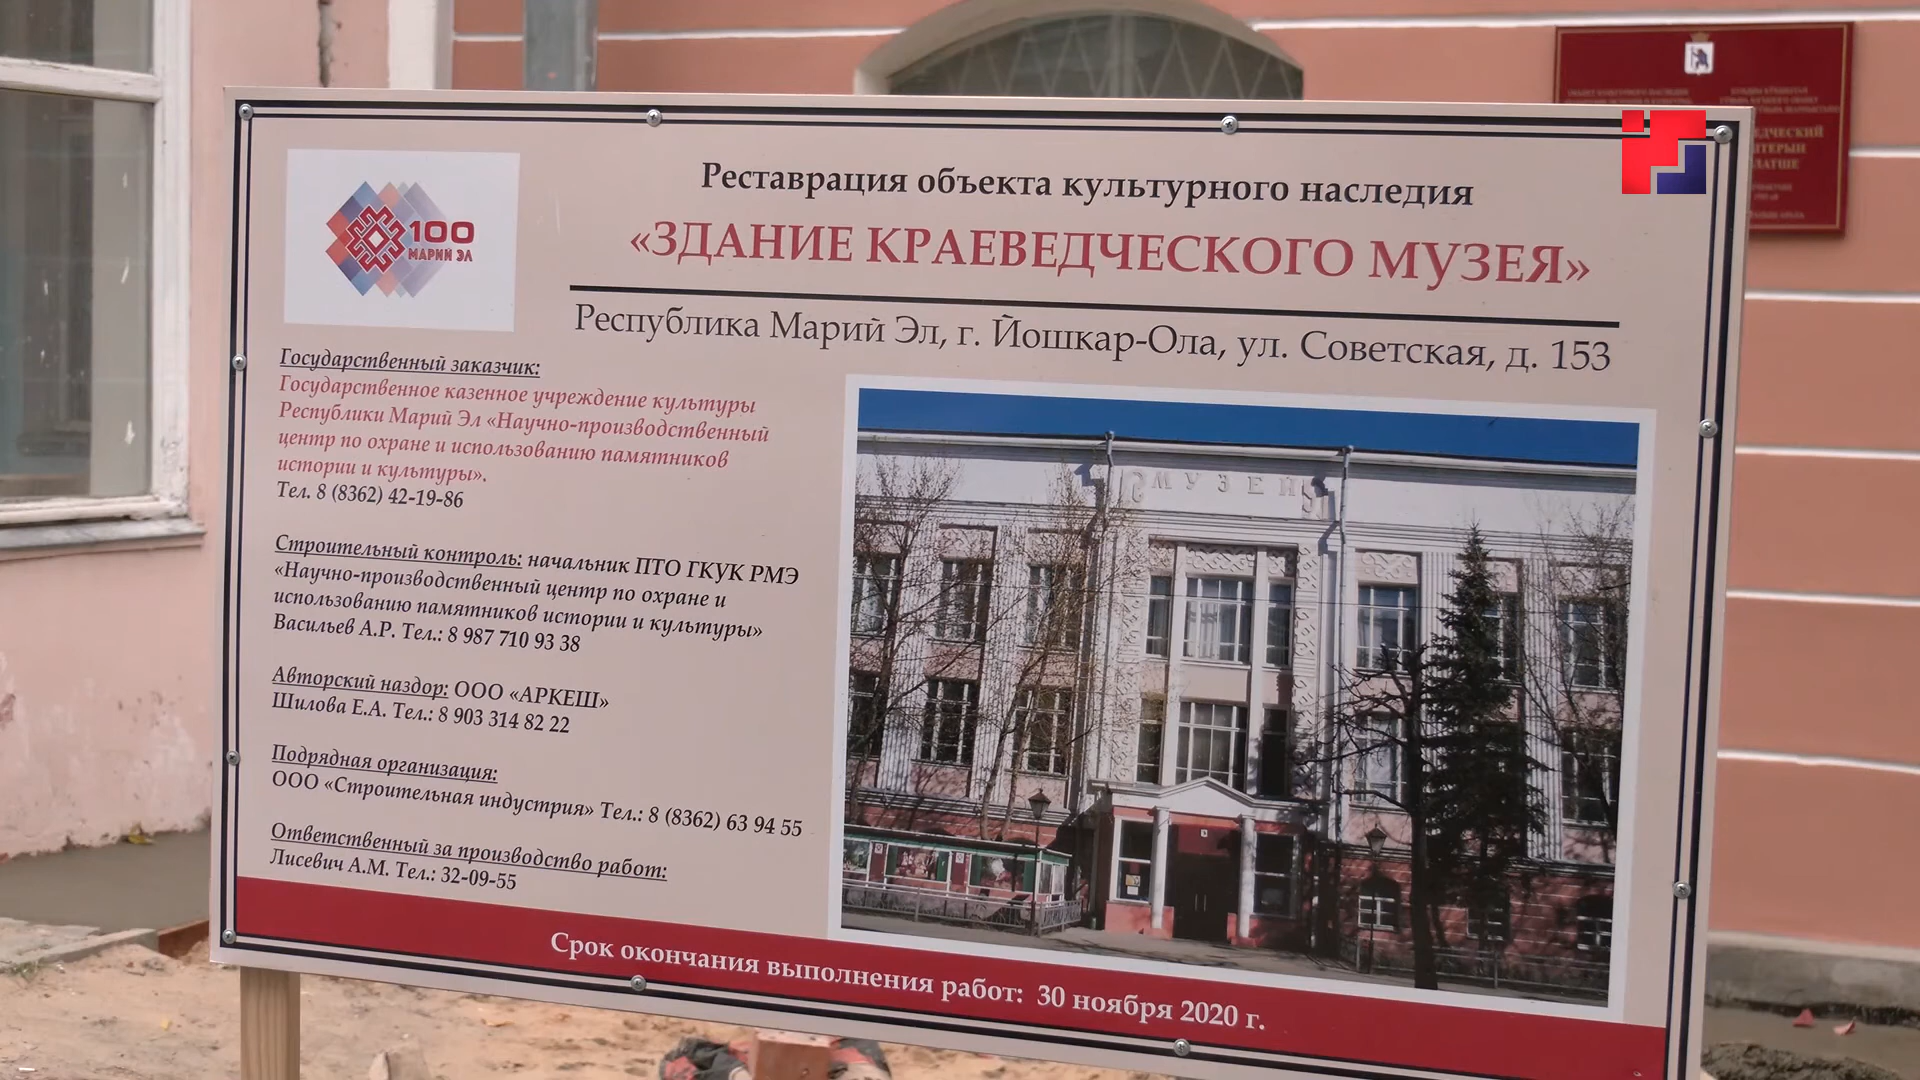 Реставрация объекта культурного наследия
«ЗДАНИЕ КРАЕВЕДЧЕСКОГО МУЗЕЯ»
Республика Марий Эл, г. Йошкар-Ола, ул. Советская, д. 153
100
МАРИЙ ЭЛ
Государственный заказчик:
Государственное казенное учреждение культуры
Республики Марий Эл «Научно-производственный
центр по охране и использованию памятников
истории и культуры».
Тел. 8 (8362) 42-19-86
Строительный контроль: начальник ПТО ГКУК РМЭ
«Научно-производственный центр по охране и
использованию памятников истории и культуры»
Васильев А.Р. Тел.: 8 987 710 93 38
Авторский надзор: ООО «АРКЕШ»
Шилова Е.А. Тел.: 8 903 314 82 22
Подрядная организация:
ООО «Строительная индустрия» Тел.: 8 (8362) 63 94 55
Ответственный за производство работ:
Лисевич А.М. Тел.: 32-09-55
МУЗЕЙ
Срок окончания выполнения работ: 30 ноября 2020 г.